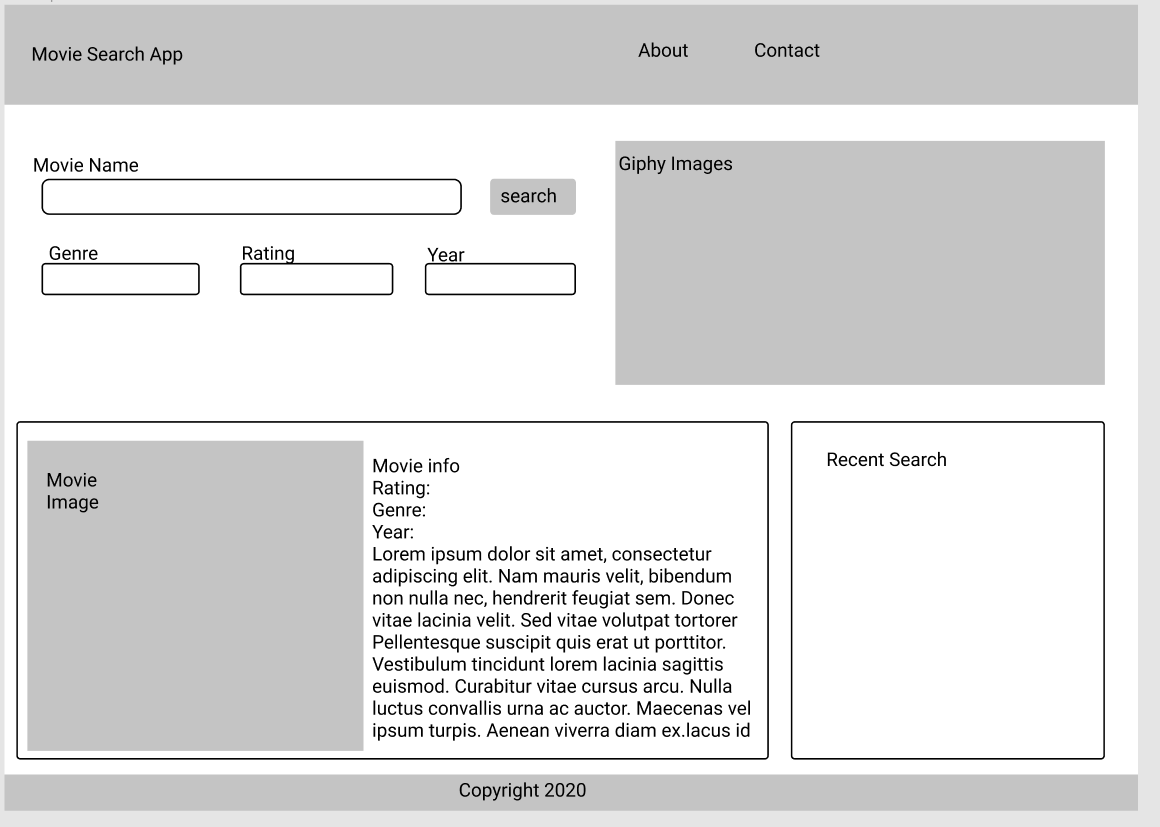 Movie Search App
About
Contact
Movie Name
search
Genre
Rating
Year
Giphy Images
Movie
Image
Movie info
Rating:
Genre:
Year:
Lorem ipsum dolor sit amet, consectetur
adipiscing elit. Nam mauris velit, bibendum
non nulla nec, hendrerit feugiat sem. Donec
vitae lacinia velit. Sed vitae volutpat tortorer
Pellentesque suscipit quis erat ut porttitor.
Vestibulum tincidunt lorem lacinia sagittis
euismod. Curabitur vitae cursus arcu. Nulla
luctus convallis urna ac auctor. Maecenas vel
ipsum turpis. Aenean viverra diam ex.lacus id
Recent Search
Copyright 2020